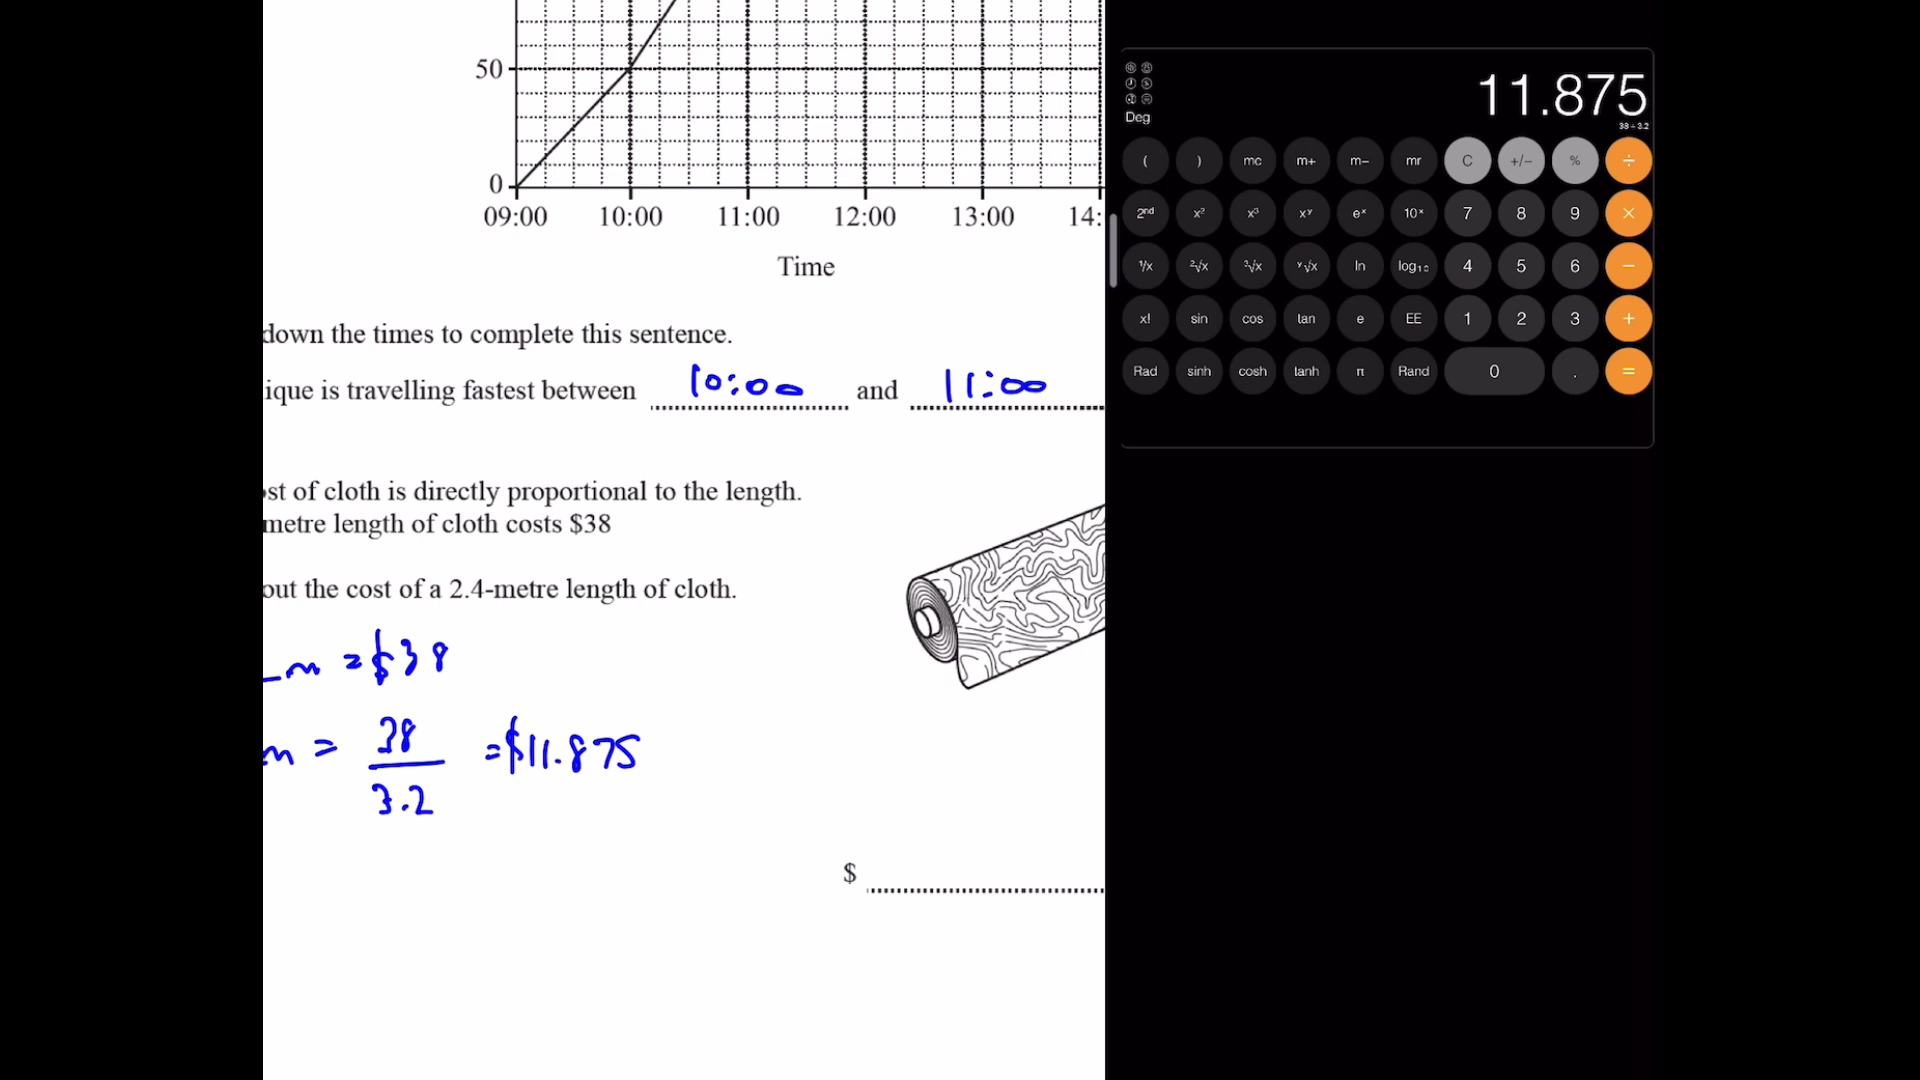 50
0
09:00 10:00 11:00 12:00 13:00 14:
Time
down the times to complete this sentence.
ique is travelling fastest between 10:00 and 11:00
st of cloth is directly proportional to the length.
metre length of cloth costs $38
out the cost of a 2.4-metre length of cloth.
m = $38
m = 38 / 3.2 = $11.875
$
11.875
38 ÷ 3.2
Deg
( ) mc m+ m− mr C +/− % ÷
2nd x² x³ xʸ eˣ 10ˣ 7 8 9 ×
1/x ²√x ³√x ʸ√x ln log₁₀ 4 5 6 −
x! sin cos tan e EE 1 2 3 +
Rad sinh cosh tanh π Rand 0 . =